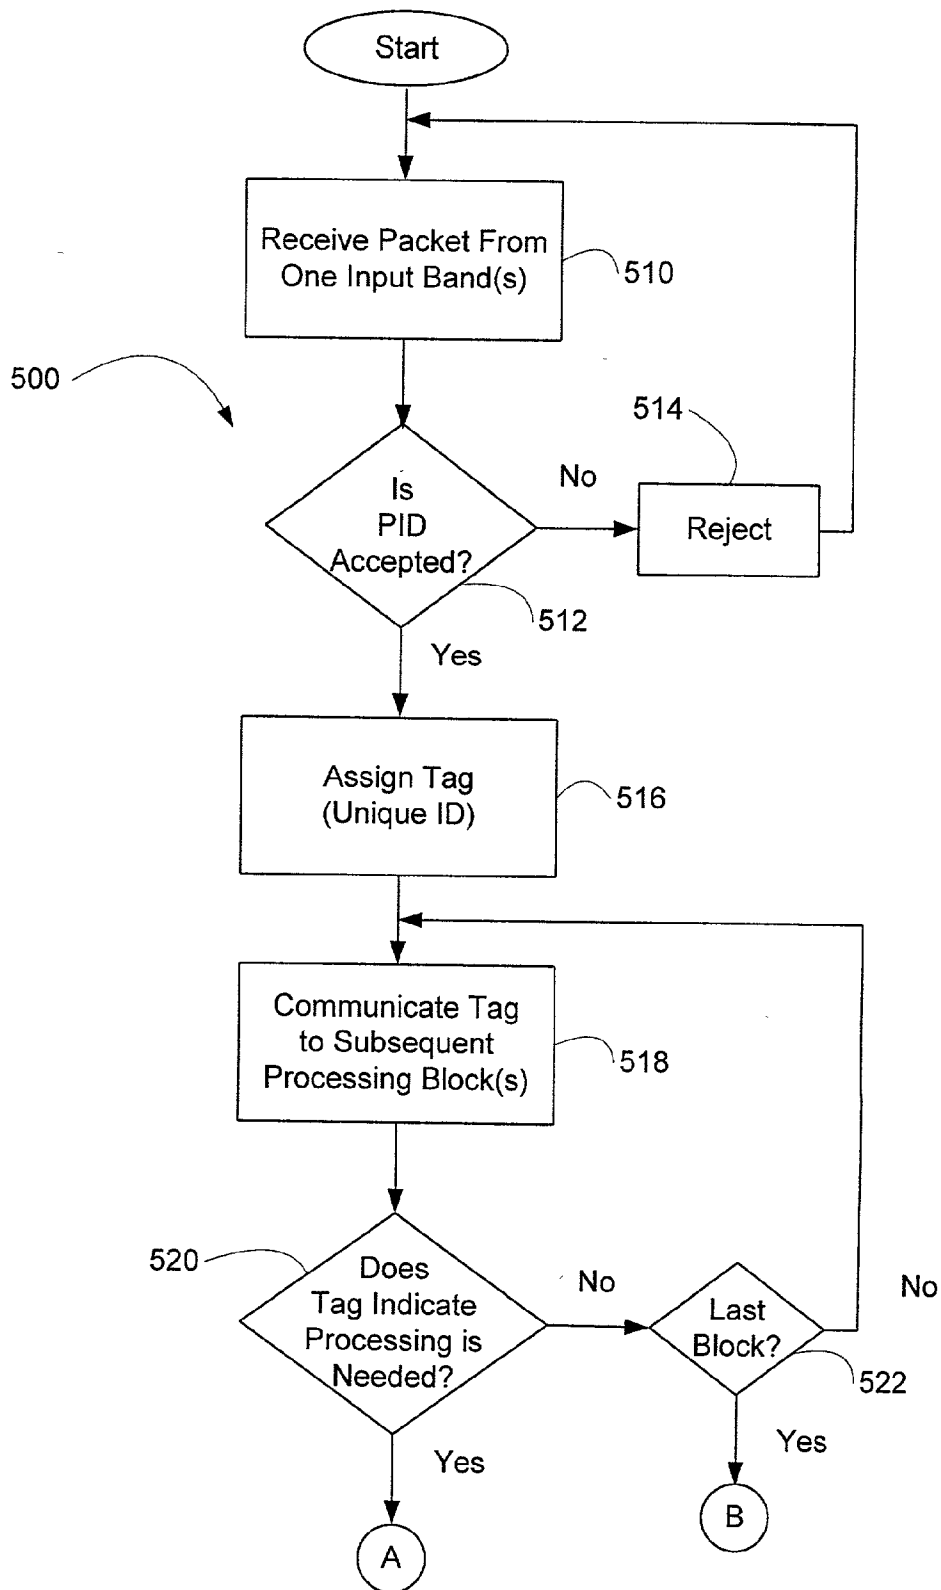 Start
Receive Packet From
One Input Band(s)
510
500
514
Is
PID
Accepted?
No
Reject
512
Yes
Assign Tag
(Unique ID)
516
Communicate Tag
to Subsequent
Processing Block(s)
518
520
Does
Tag Indicate
Processing is
Needed?
No
Last
Block?
No
522
Yes
Yes
A
B